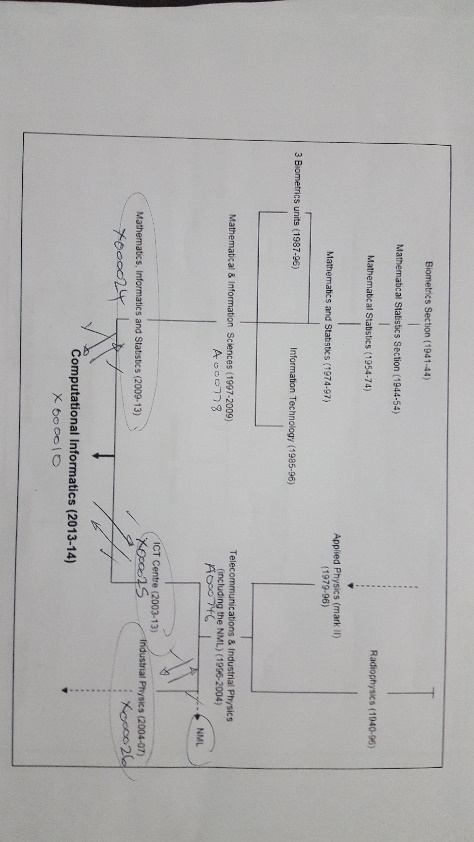 Biometrics Section (1941-44)
Mathematical Statistics Section (1944-54)
Mathematical Statistics (1954-74)
Radiophysics (1940-96)
Mathematics and Statistics (1974-97)
Applied Physics (mark II)
(1979-96)
3 Biometrics units (1987-96)
Information Technology (1985-96)
Mathematical & Information Sciences (1997-2009)
A000778
Telecommunications & Industrial Physics
(including the NML) (1996-2004)
A000746
NML
Mathematics, Informatics and Statistics (2009-13)
X000024
ICT Centre (2003-13)
X000025
Industrial Physics (2004-07)
X000026
Computational Informatics (2013-14)
X000010